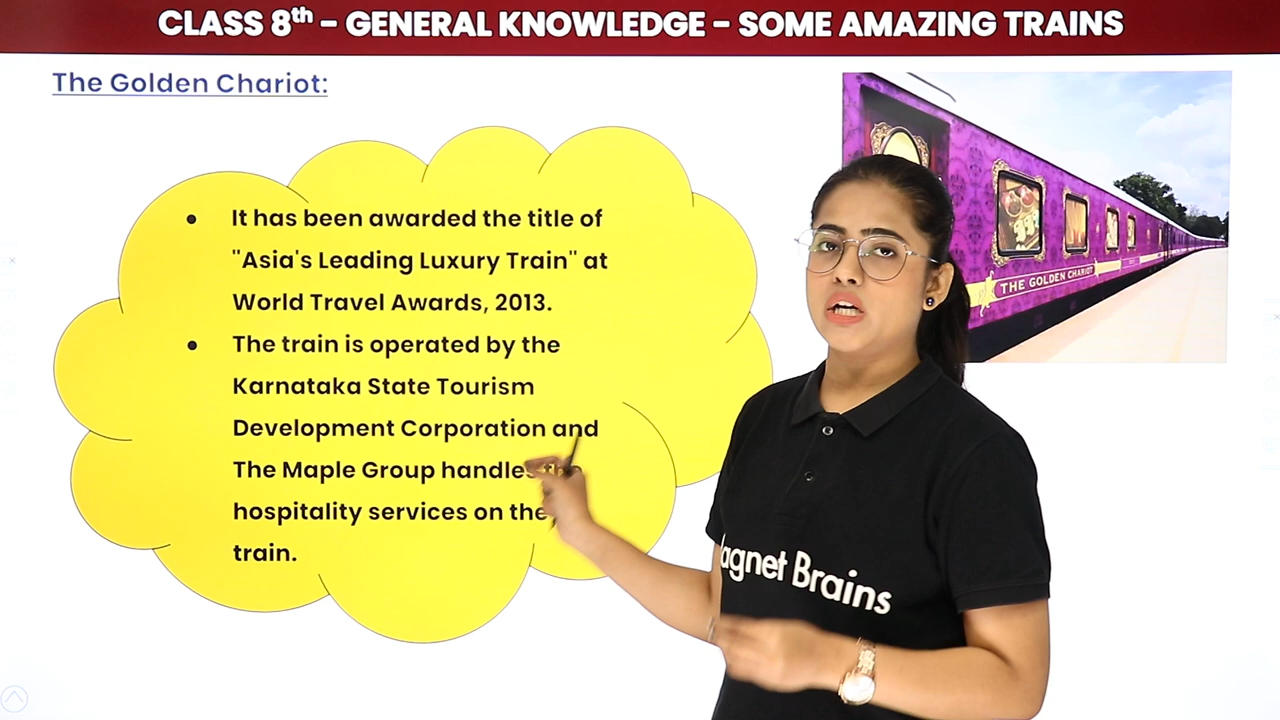 CLASS 8th – GENERAL KNOWLEDGE – SOME AMAZING TRAINS
The Golden Chariot:
• It has been awarded the title of
"Asia's Leading Luxury Train" at
World Travel Awards, 2013.
• The train is operated by the
Karnataka State Tourism
Development Corporation and
The Maple Group handles the
hospitality services on the
train.
THE GOLDEN CHARIOT
agnet Brains